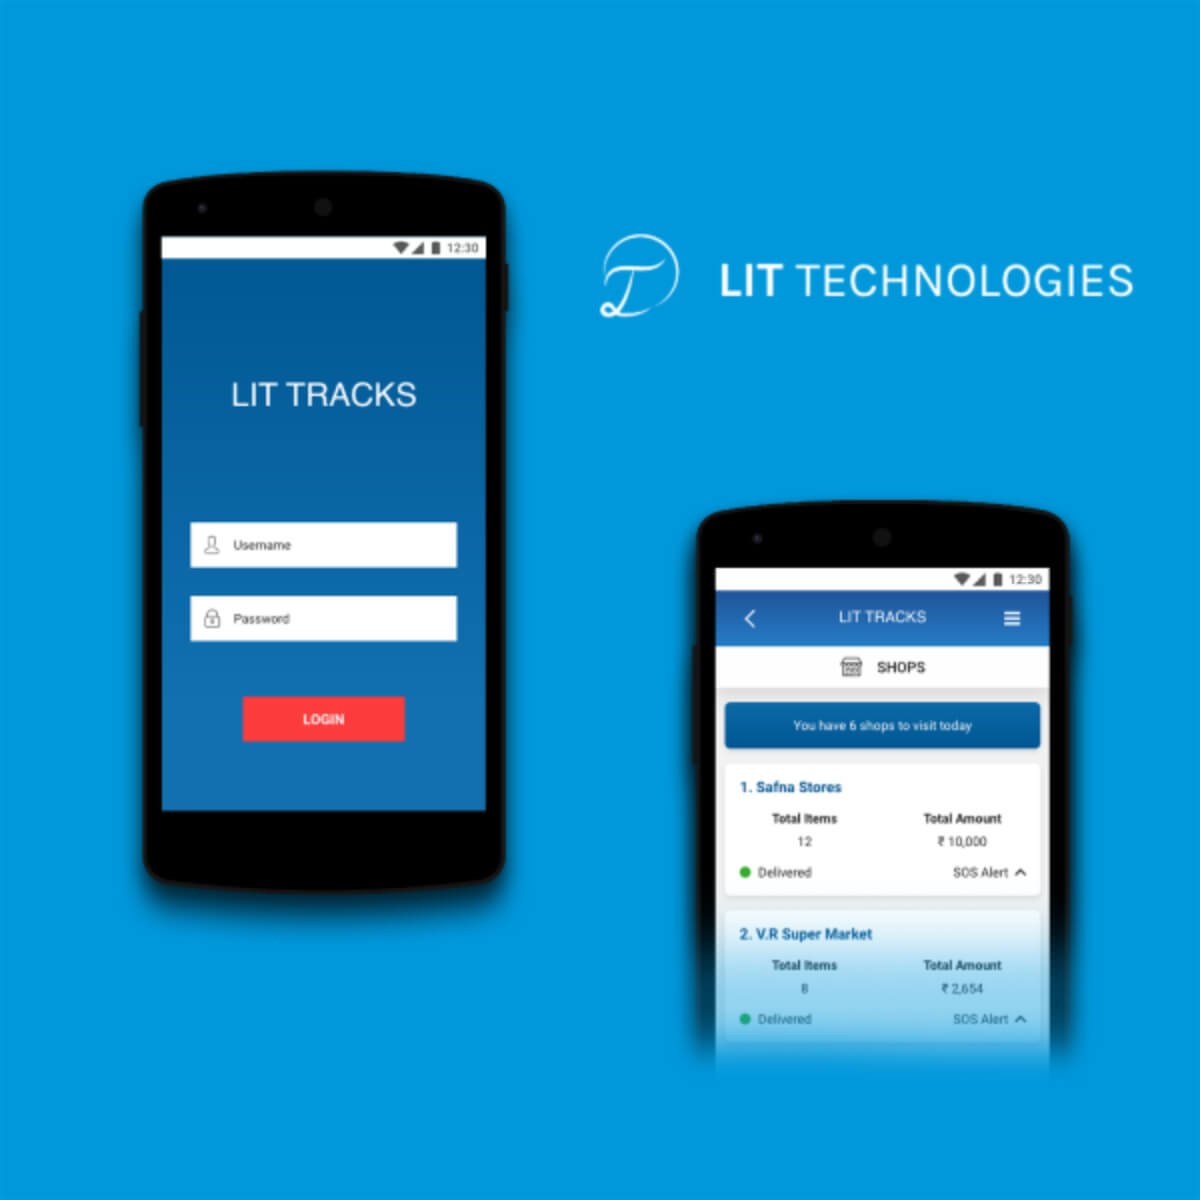 12:30
LIT TRACKS
Username
Password
LOGIN
LIT TECHNOLOGIES
12:30
LIT TRACKS
SHOPS
You have 6 shops to visit today
1. Safna Stores
Total Items Total Amount
12 ₹ 10,000
Delivered SOS Alert
2. V.R Super Market
Total Items Total Amount
8 ₹ 2,654
Delivered SOS Alert